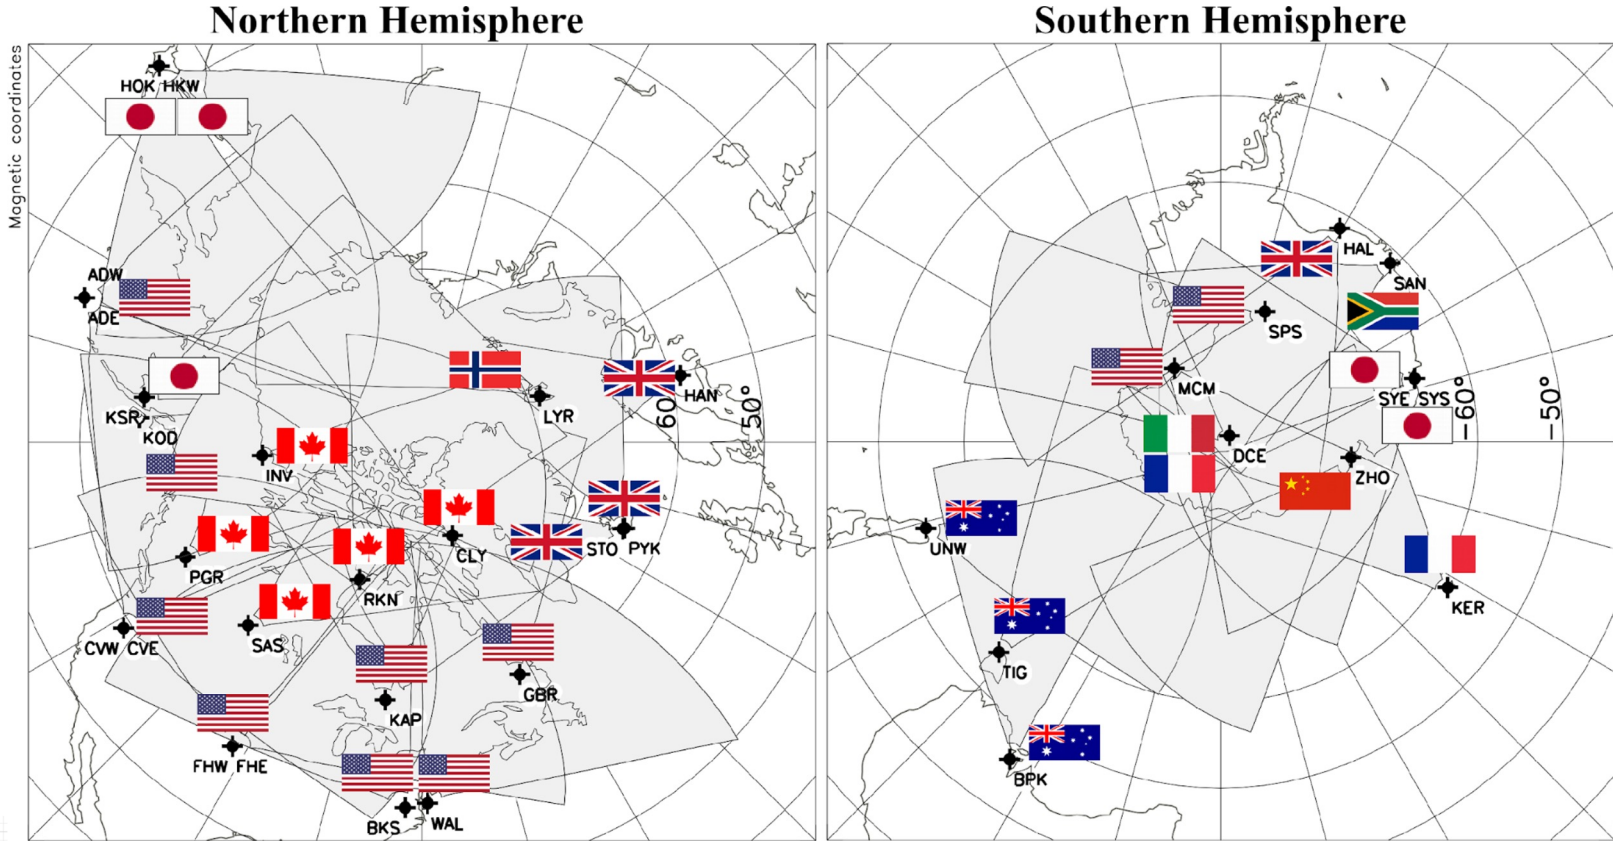 Northern Hemisphere
Southern Hemisphere
Magnetic coordinates
HOK HKW
ADW
ADE
KSR
KOD
INV
LYR
HAN
60
50°
PGR
RKN
CLY
STO PYK
CVW CVE
SAS
KAP
GBR
FHW FHE
BKS
WAL
HAL
SAN
SPS
MCM
SYE SYS
-60°
-50°
DCE
ZHO
UNW
KER
TIG
BPK